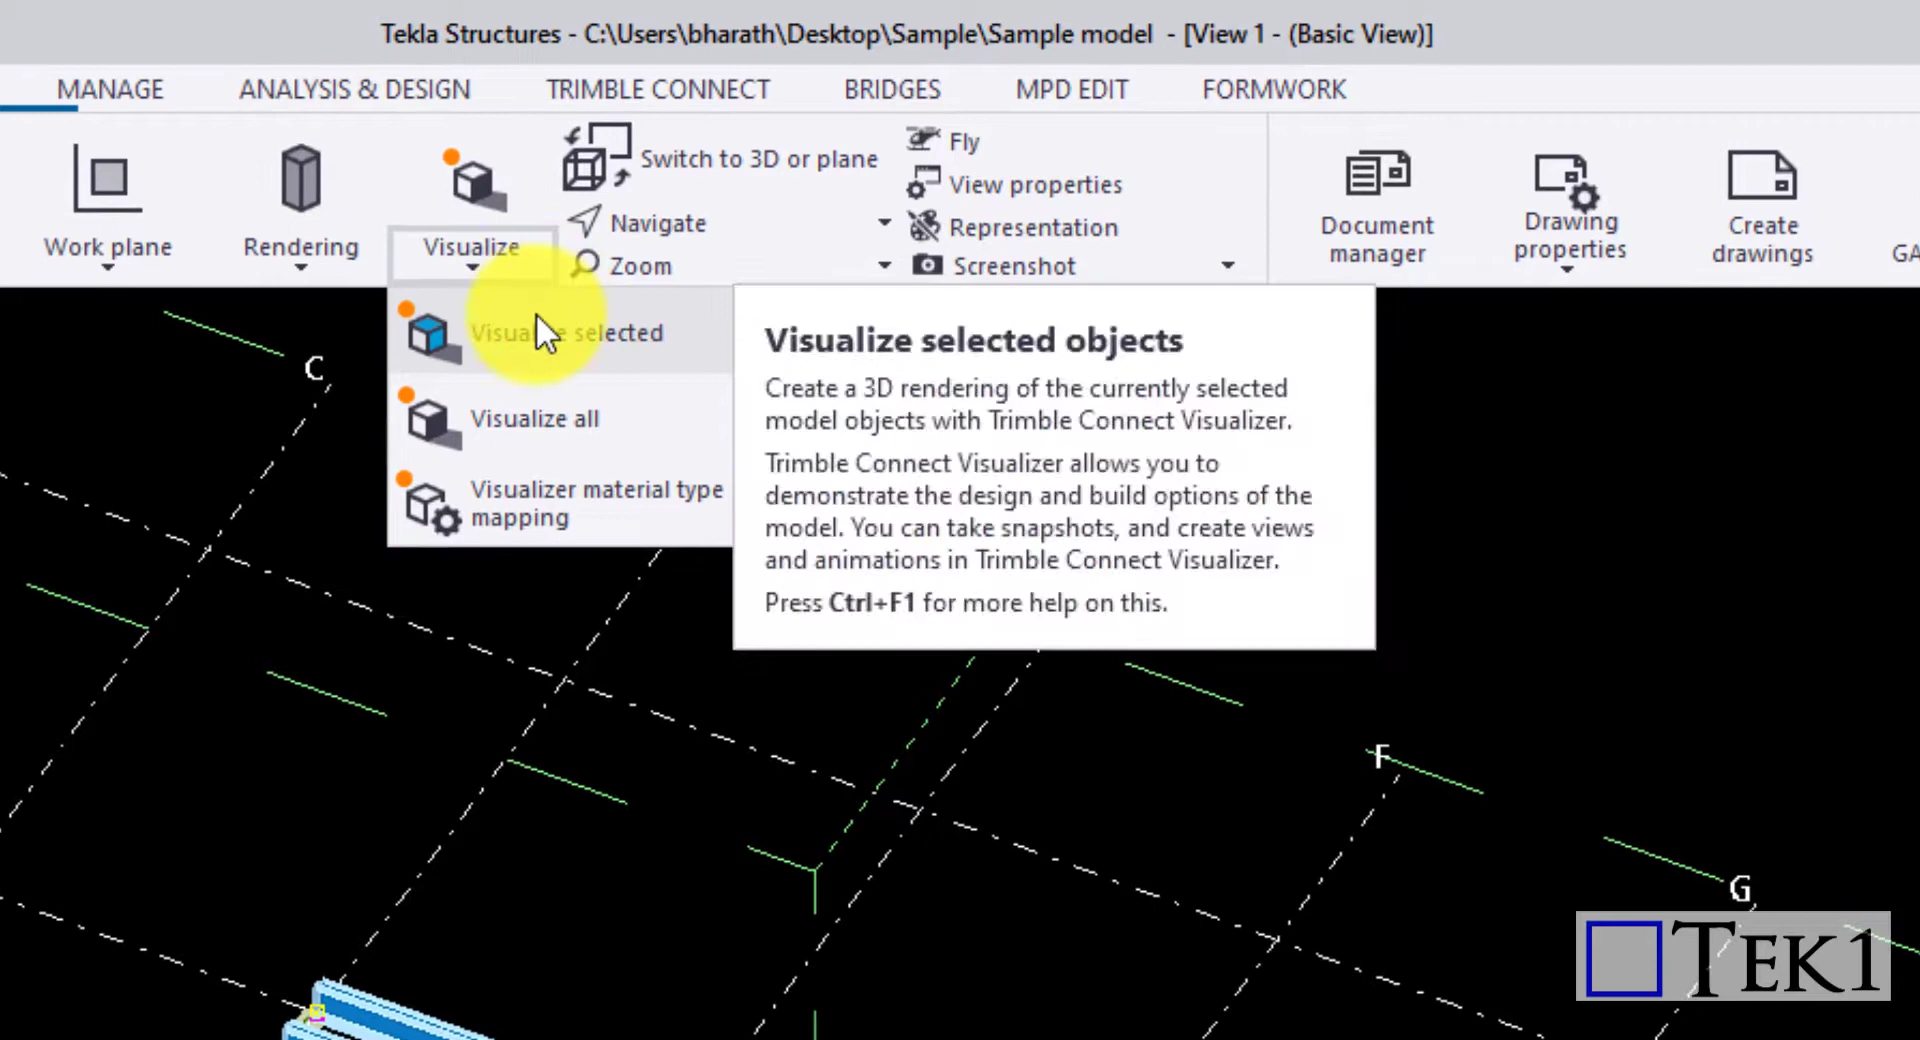 Tekla Structures - C:\Users\bharath\Desktop\Sample\Sample model - [View 1 - (Basic View)]
MANAGE
ANALYSIS & DESIGN
TRIMBLE CONNECT
BRIDGES
MPD EDIT
FORMWORK
Work plane
Rendering
Visualize
Switch to 3D or plane
Navigate
Zoom
Fly
View properties
Representation
Screenshot
Document
manager
Drawing
properties
Create
drawings
GA
Visualize selected
Visualize all
Visualizer material type
mapping
Visualize selected objects
Create a 3D rendering of the currently selected
model objects with Trimble Connect Visualizer.
Trimble Connect Visualizer allows you to
demonstrate the design and build options of the
model. You can take snapshots, and create views
and animations in Trimble Connect Visualizer.
Press Ctrl+F1 for more help on this.
C
F
G
TEK1